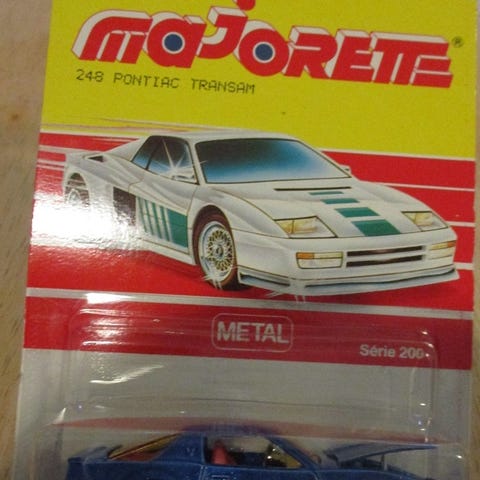 majorette®
248 PONTIAC TRANSAM
METAL
Série 200